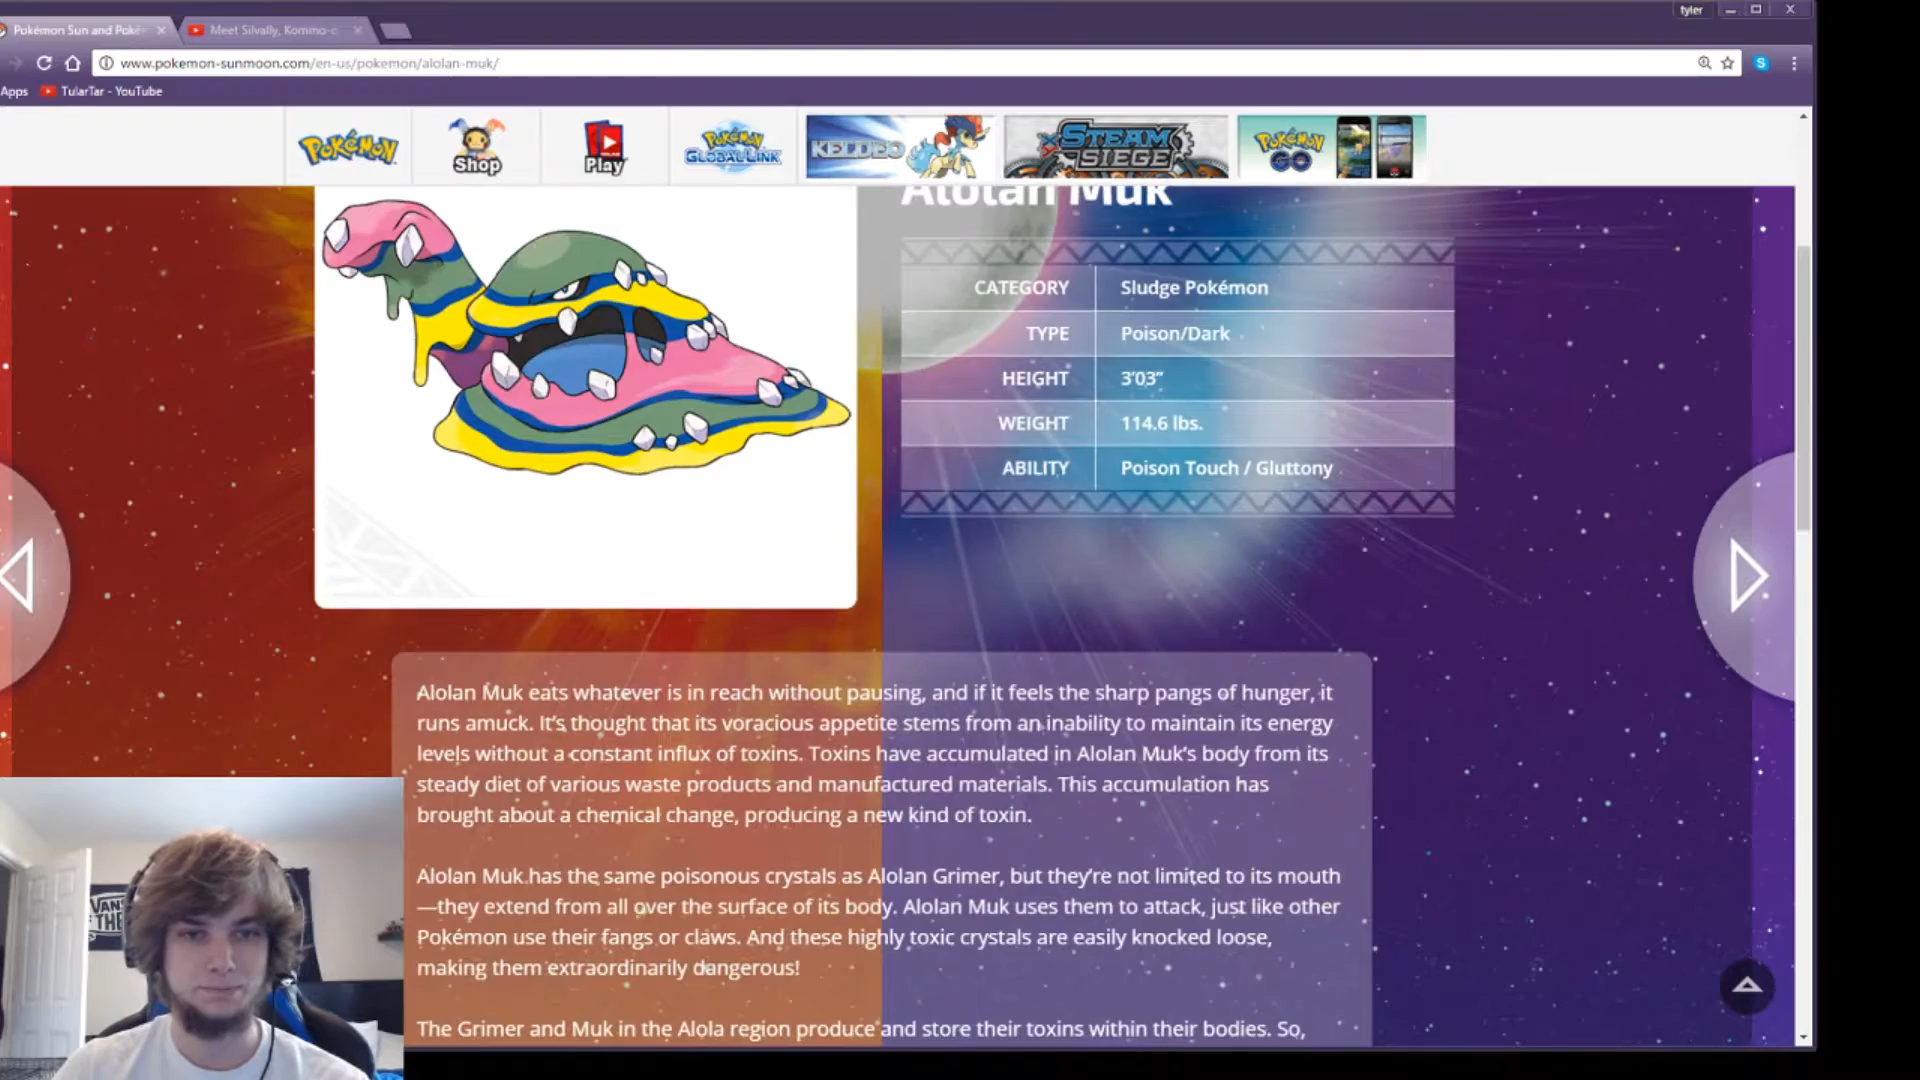 tyler
Pokémon Sun and Poké
Meet Silvally, Kommo-o
www.pokemon-sunmoon.com/en-us/pokemon/alolan-muk/
S
Apps
TularTar - YouTube
POKéMON
Shop
Play
POKéMON GLOBAL LINK
KELDEO
STEAM SIEGE
POKéMON GO
Alolan Muk
CATEGORY Sludge Pokémon
TYPE Poison/Dark
HEIGHT 3'03"
WEIGHT 114.6 lbs.
ABILITY Poison Touch / Gluttony
Alolan Muk eats whatever is in reach without pausing, and if it feels the sharp pangs of hunger, it
runs amuck. It's thought that its voracious appetite stems from an inability to maintain its energy
levels without a constant influx of toxins. Toxins have accumulated in Alolan Muk's body from its
steady diet of various waste products and manufactured materials. This accumulation has
brought about a chemical change, producing a new kind of toxin.
Alolan Muk has the same poisonous crystals as Alolan Grimer, but they're not limited to its mouth
—they extend from all over the surface of its body. Alolan Muk uses them to attack, just like other
Pokémon use their fangs or claws. And these highly toxic crystals are easily knocked loose,
making them extraordinarily dangerous!
The Grimer and Muk in the Alola region produce and store their toxins within their bodies. So,
VANS
THE